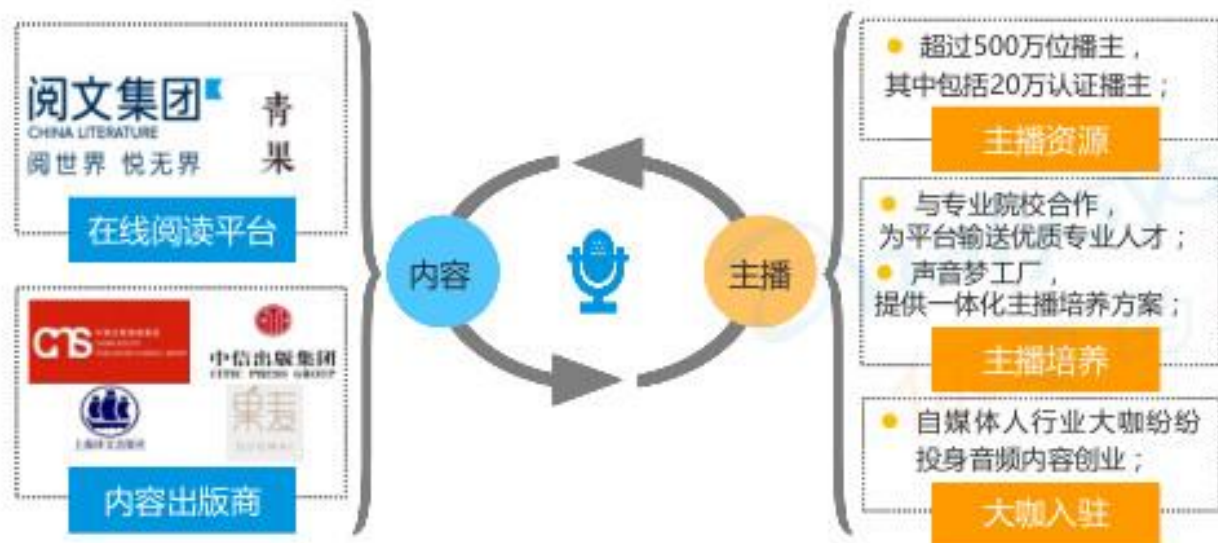 阅文集团
CHINA LITERATURE
阅世界 悦无界
青果
在线阅读平台
中信出版集团
CITIC PRESS GROUP
果麦
GUOMAI
内容出版商
内容
主播
超过500万位播主，
其中包括20万认证播主；
主播资源
与专业院校合作，
为平台输送优质专业人才；
声音梦工厂，
提供一体化主播培养方案；
主播培养
自媒体人行业大咖纷纷
投身音频内容创业；
大咖入驻